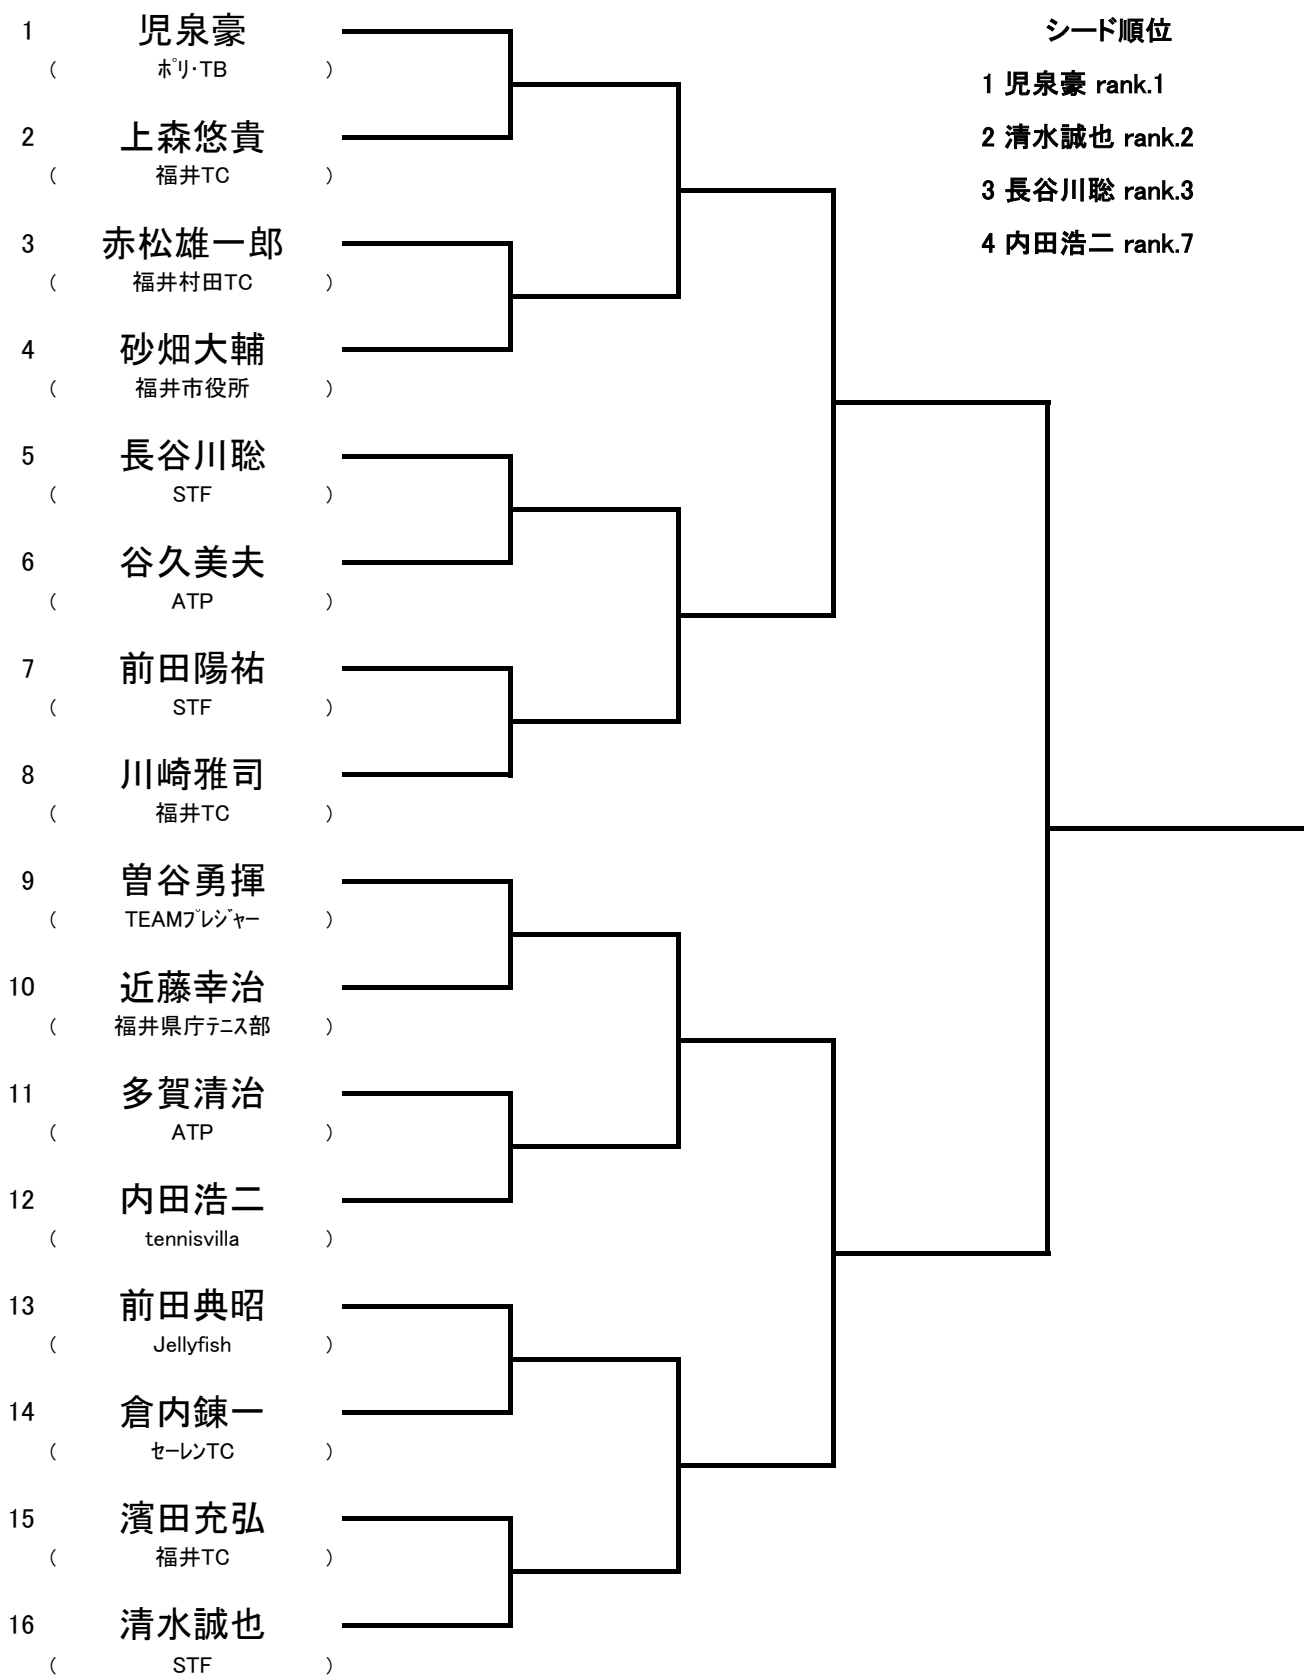 1 児泉豪
( ﾎﾟﾘ・TB )
2 上森悠貴
( 福井TC )
3 赤松雄一郎
( 福井村田TC )
4 砂畑大輔
( 福井市役所 )
5 長谷川聡
( STF )
6 谷久美夫
( ATP )
7 前田陽祐
( STF )
8 川崎雅司
( 福井TC )
9 曽谷勇揮
( TEAMﾌﾟﾚｼﾞｬｰ )
10 近藤幸治
( 福井県庁ﾃﾆｽ部 )
11 多賀清治
( ATP )
12 内田浩二
( tennisvilla )
13 前田典昭
( Jellyfish )
14 倉内錬一
( ｾｰﾚﾝTC )
15 濱田充弘
( 福井TC )
16 清水誠也
( STF )
シード順位
1 児泉豪 rank.1
2 清水誠也 rank.2
3 長谷川聡 rank.3
4 内田浩二 rank.7